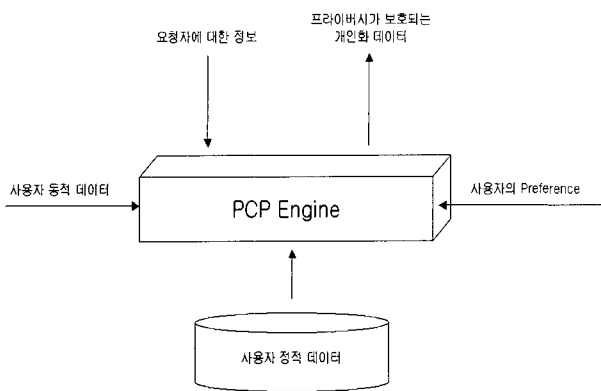 요청자에 대한 정보
프라이버시가 보호되는
개인화 데이터
사용자 동적 데이터
PCP Engine
사용자의 Preference
사용자 정적 데이터